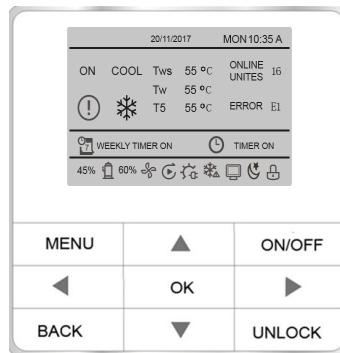 20/11/2017 MON 10:35 A
ON COOL Tws 55 °C ONLINE UNITES 16
Tw 55 °C
T5 55 °C ERROR E1
7 WEEKLY TIMER ON TIMER ON
45% 60%
MENU ON/OFF
OK
BACK UNLOCK